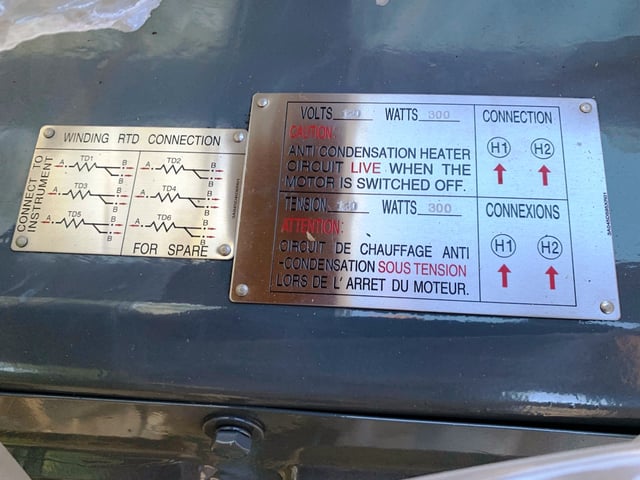 WINDING RTD CONNECTION
CONNECT TO
INSTRUMENT
A TD1 B B
A TD2 B B
A TD3 B B
A TD4 B B
A TD5 B B
A TD6 B B
FOR SPARE
VOLTS WATTS 300
CAUTION:
ANTI CONDENSATION HEATER
CIRCUIT LIVE WHEN THE
MOTOR IS SWITCHED OFF.
CONNECTION
H1 H2
TENSION WATTS 300
ATTENTION:
CIRCUIT DE CHAUFFAGE ANTI
-CONDENSATION SOUS TENSION
LORS DE L'ARRET DU MOTEUR.
CONNEXIONS
H1 H2